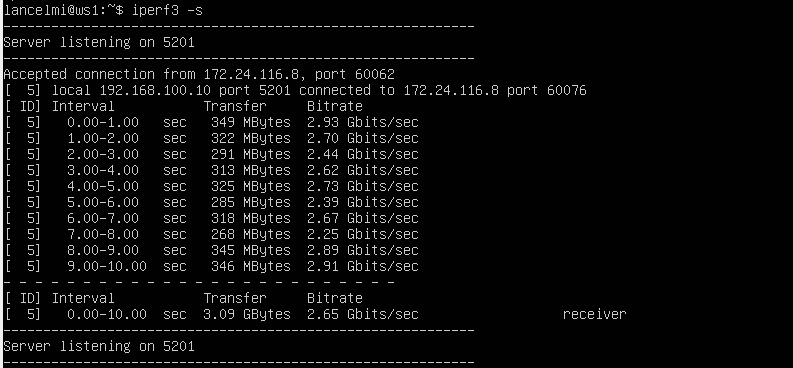 lancelmi@ws1:~$ iperf3 -s
-----------------------------------------------------------
Server listening on 5201
-----------------------------------------------------------
Accepted connection from 172.24.116.8, port 60062
[  5] local 192.168.100.10 port 5201 connected to 172.24.116.8 port 60076
[ ID] Interval           Transfer     Bitrate
[  5]   0.00-1.00   sec   349 MBytes  2.93 Gbits/sec
[  5]   1.00-2.00   sec   322 MBytes  2.70 Gbits/sec
[  5]   2.00-3.00   sec   291 MBytes  2.44 Gbits/sec
[  5]   3.00-4.00   sec   313 MBytes  2.62 Gbits/sec
[  5]   4.00-5.00   sec   325 MBytes  2.73 Gbits/sec
[  5]   5.00-6.00   sec   285 MBytes  2.39 Gbits/sec
[  5]   6.00-7.00   sec   318 MBytes  2.67 Gbits/sec
[  5]   7.00-8.00   sec   268 MBytes  2.25 Gbits/sec
[  5]   8.00-9.00   sec   345 MBytes  2.89 Gbits/sec
[  5]   9.00-10.00  sec   346 MBytes  2.91 Gbits/sec
- - - - - - - - - - - - - - - - - - - - - - - - -
[ ID] Interval           Transfer     Bitrate
[  5]   0.00-10.00  sec  3.09 GBytes  2.65 Gbits/sec                  receiver
-----------------------------------------------------------
Server listening on 5201
-----------------------------------------------------------